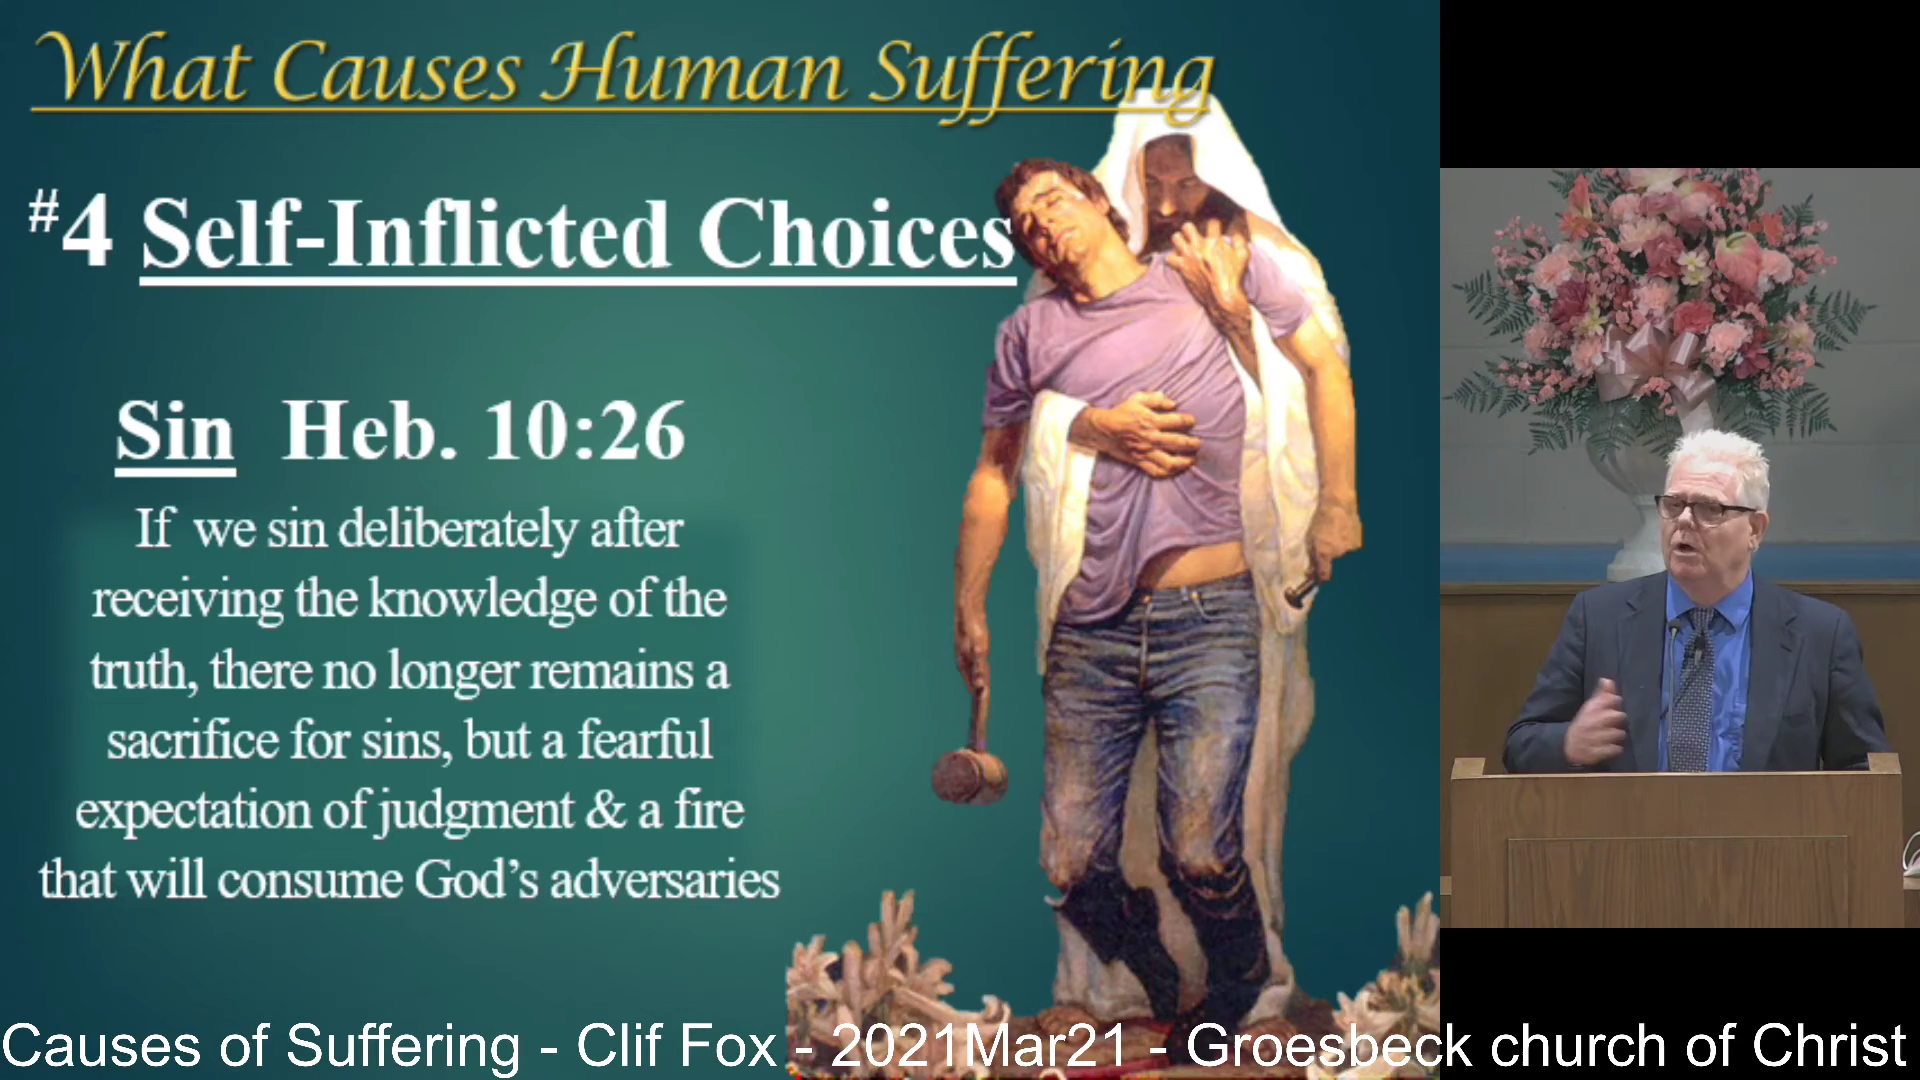 What Causes Human Suffering
#4 Self-Inflicted Choices
Sin Heb. 10:26
If we sin deliberately after
receiving the knowledge of the
truth, there no longer remains a
sacrifice for sins, but a fearful
expectation of judgment & a fire
that will consume God's adversaries
Causes of Suffering - Clif Fox - 2021Mar21 - Groesbeck church of Christ